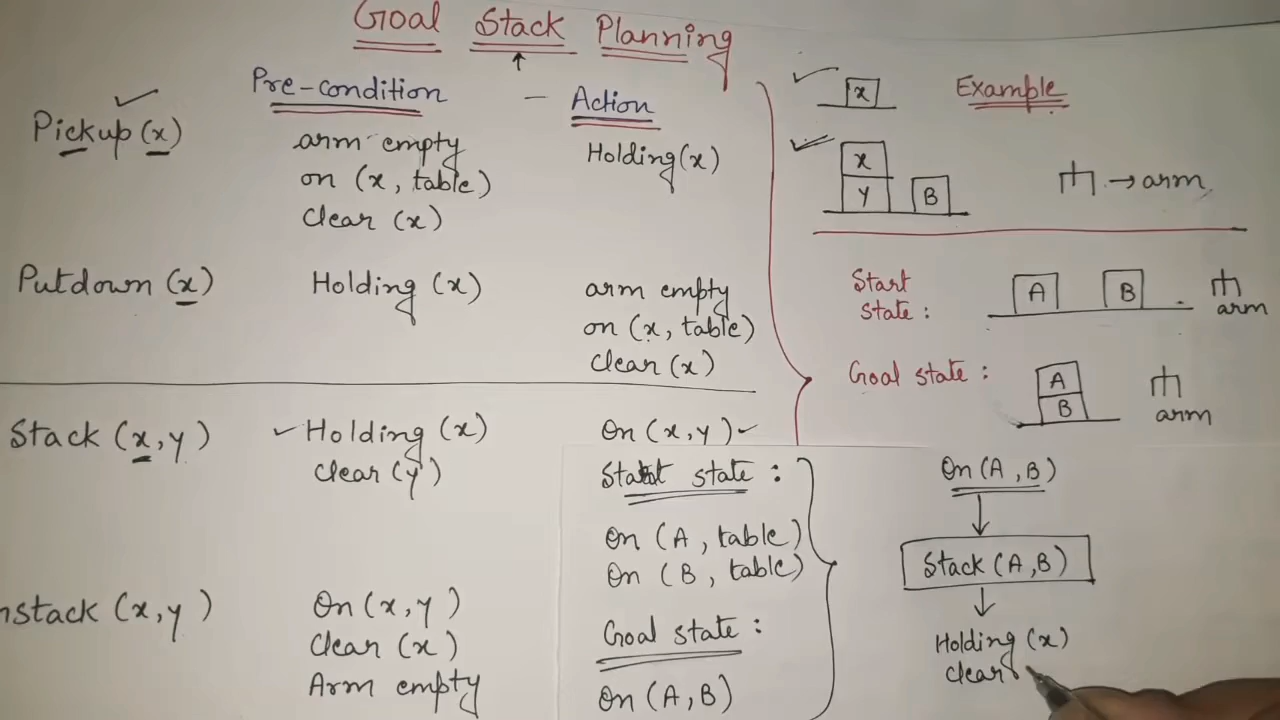 Goal Stack Planning
Pre-condition - Action
Pickup (x)
arm empty
on (x, table)
clear (x)
Holding (x)
Putdown (x)
Holding (x)
arm empty
on (x, table)
clear (x)
Stack (x, y)
Holding (x)
clear (y)
On (x, y)
nstack (x, y)
On (x, y)
Clear (x)
Arm empty
Example
x
x
y
B
→ arm
Start
state :
A
B
arm
Goal state :
A
B
arm
Start state :
On (A, table)
On (B, table)
Goal state :
On (A, B)
On (A, B)
Stack (A, B)
Holding (x)
clear